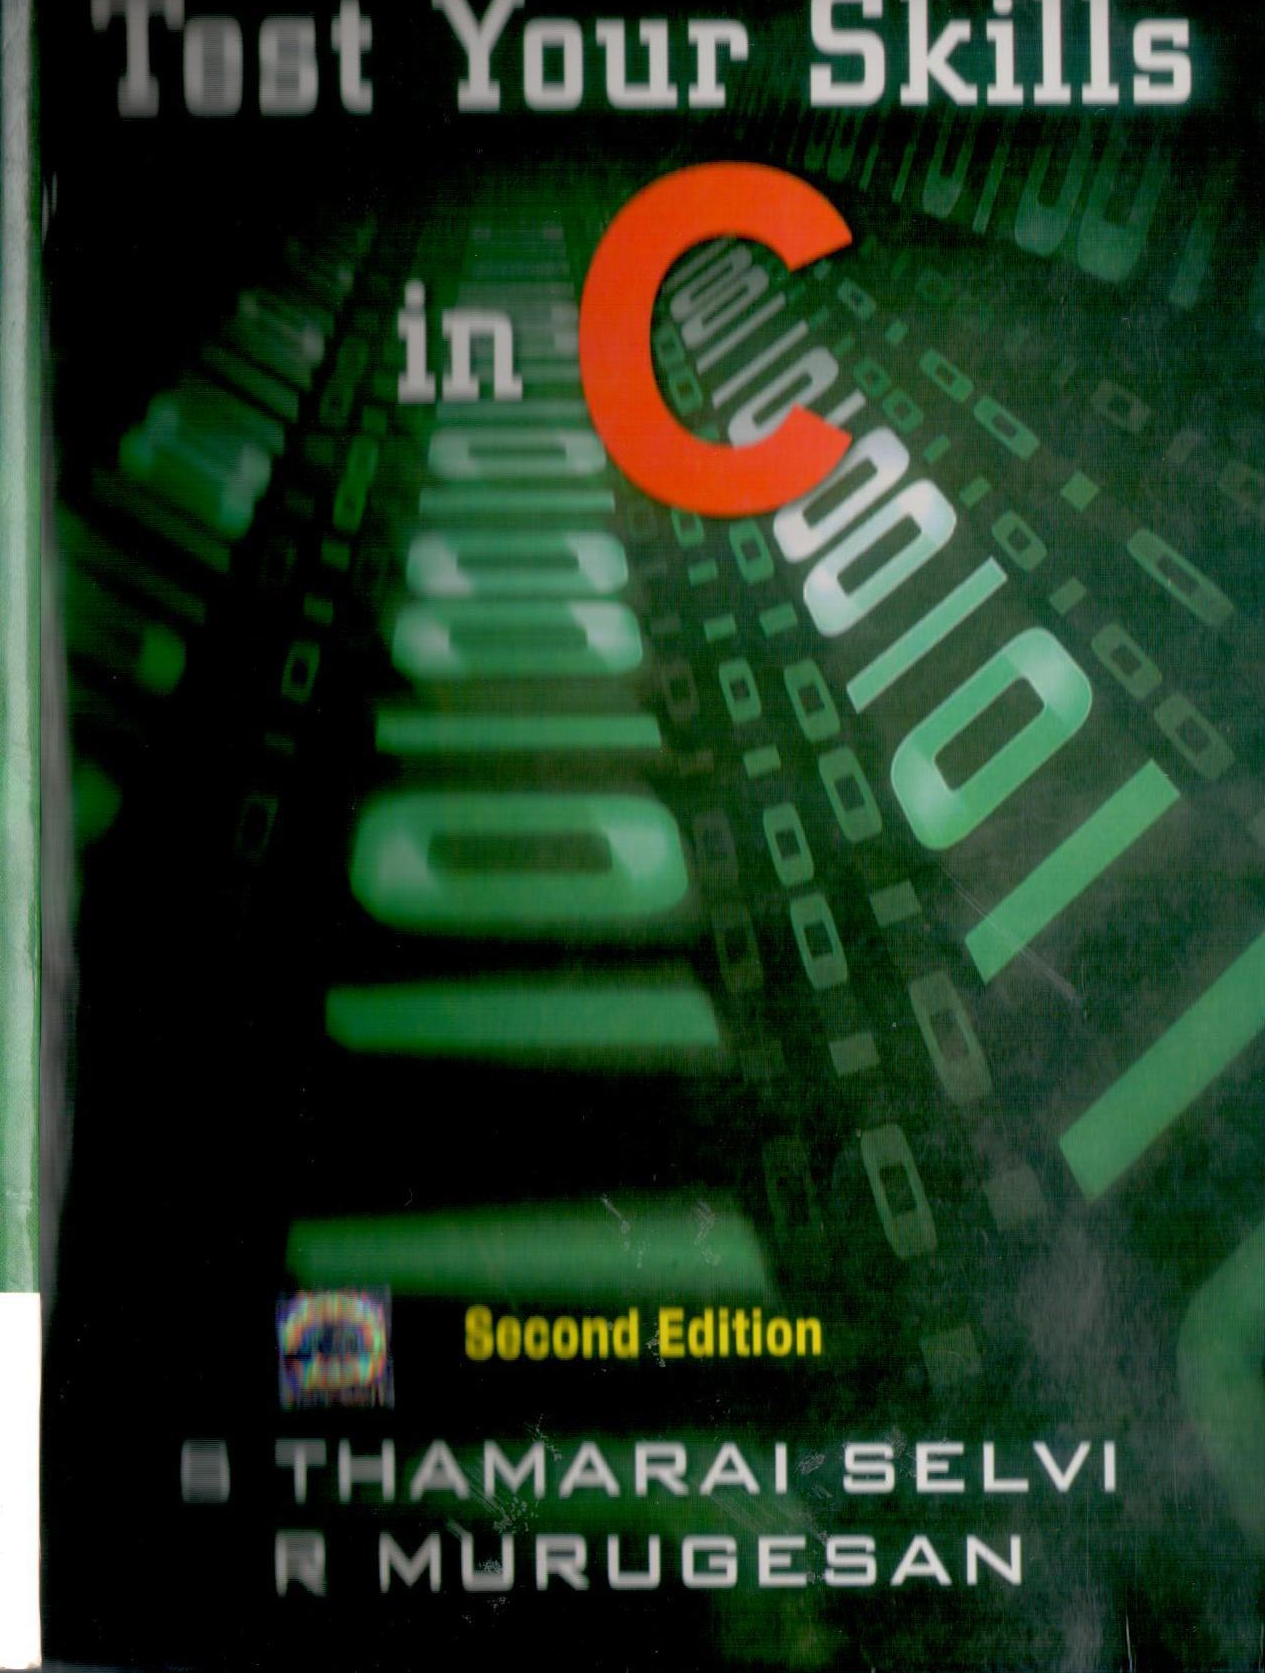 Test Your Skills
in C
Second Edition
S THAMARAI SELVI
R MURUGESAN